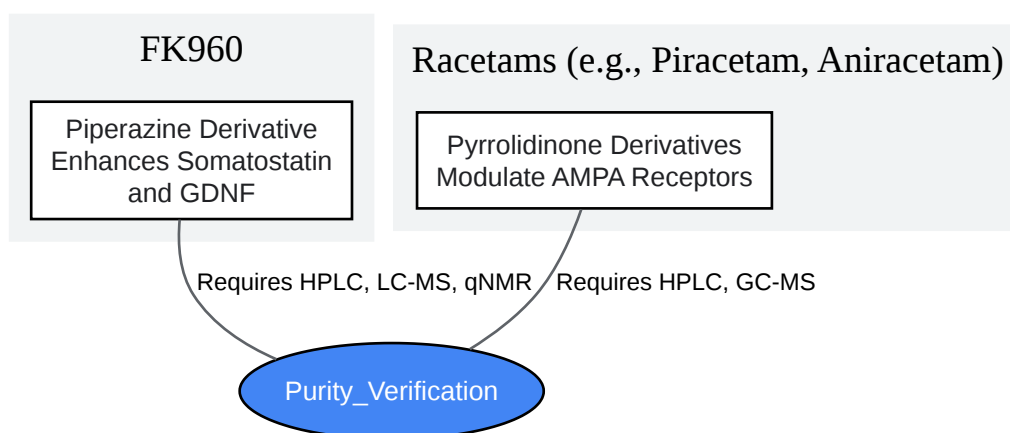 FK960
Piperazine Derivative
Enhances Somatostatin
and GDNF
Racetams (e.g., Piracetam, Aniracetam)
Pyrrolidinone Derivatives
Modulate AMPA Receptors
Requires HPLC, LC-MS, qNMR
Requires HPLC, GC-MS
Purity_Verification